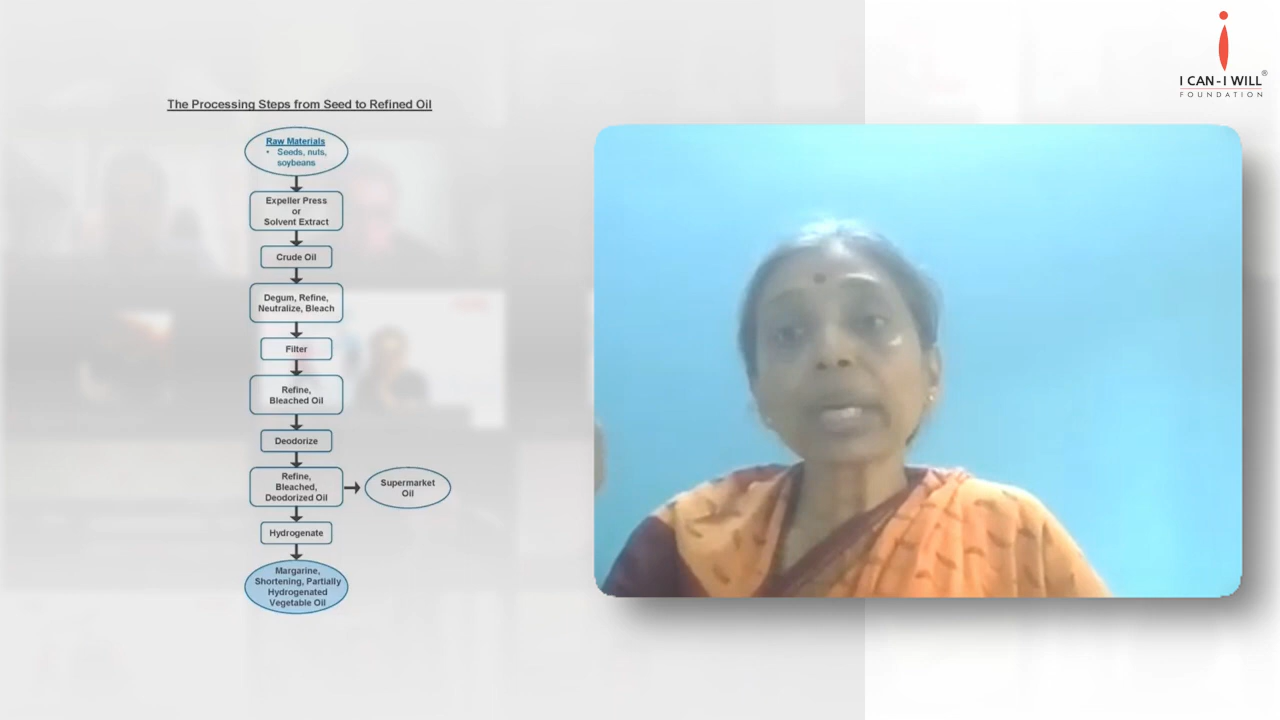 I CAN - I WILL®
FOUNDATION
The Processing Steps from Seed to Refined Oil
Raw Materials
• Seeds, nuts,
soybeans
Expeller Press
or
Solvent Extract
Crude Oil
Degum, Refine,
Neutralize, Bleach
Filter
Refine,
Bleached Oil
Deodorize
Refine,
Bleached,
Deodorized Oil
Supermarket
Oil
Hydrogenate
Margarine,
Shortening, Partially
Hydrogenated
Vegetable Oil